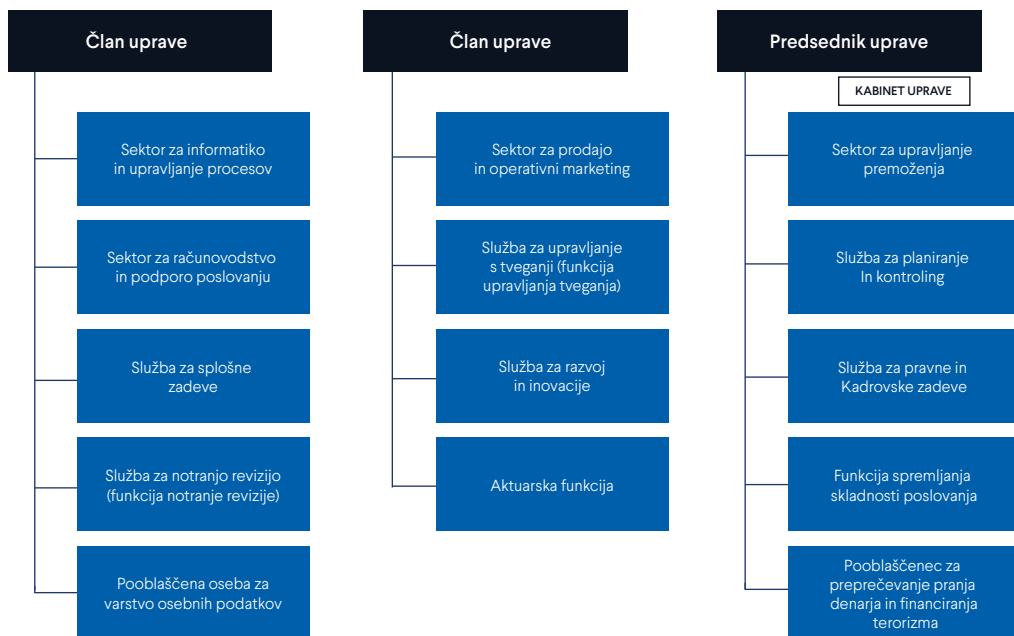 Član uprave
Sektor za informatiko
in upravljanje procesov
Sektor za računovodstvo
in podporo poslovanju
Služba za splošne
zadeve
Služba za notranjo revizijo
(funkcija notranje revizije)
Pooblaščena oseba za
varstvo osebnih podatkov
Član uprave
Sektor za prodajo
in operativni marketing
Služba za upravljanje
s tveganji (funkcija
upravljanja tveganja)
Služba za razvoj
in inovacije
Aktuarska funkcija
Predsednik uprave
KABINET UPRAVE
Sektor za upravljanje
premoženja
Služba za planiranje
In kontroling
Služba za pravne in
Kadrovske zadeve
Funkcija spremljanja
skladnosti poslovanja
Pooblaščenec za
preprečevanje pranja
denarja in financiranja
terorizma